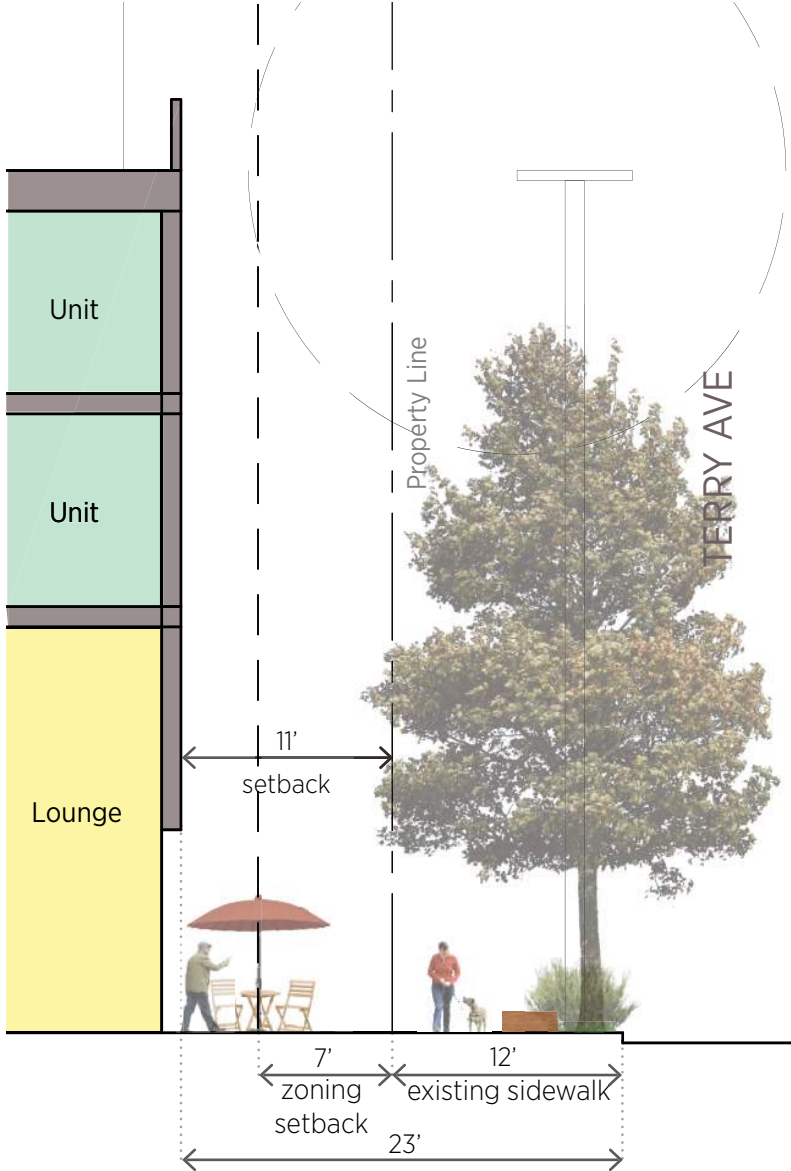 Unit
Property Line
TERRY AVE
Unit
11’
setback
Lounge
7’
zoning
setback
12’
existing sidewalk
23’